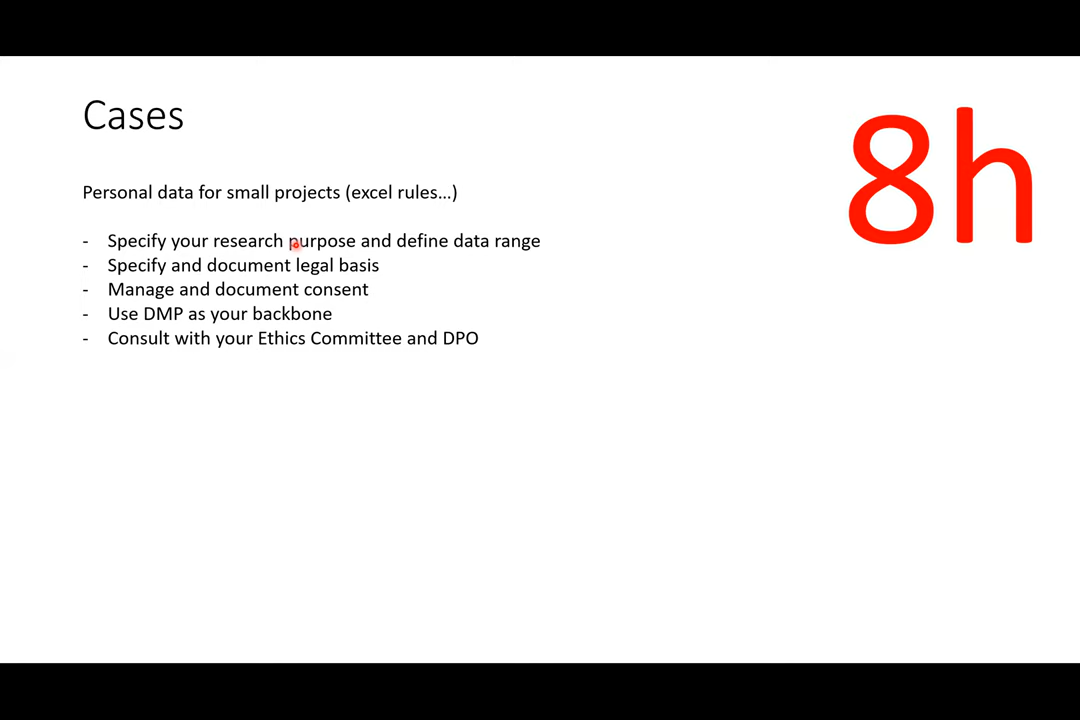 Cases
8h
Personal data for small projects (excel rules...)
- Specify your research purpose and define data range
- Specify and document legal basis
- Manage and document consent
- Use DMP as your backbone
- Consult with your Ethics Committee and DPO